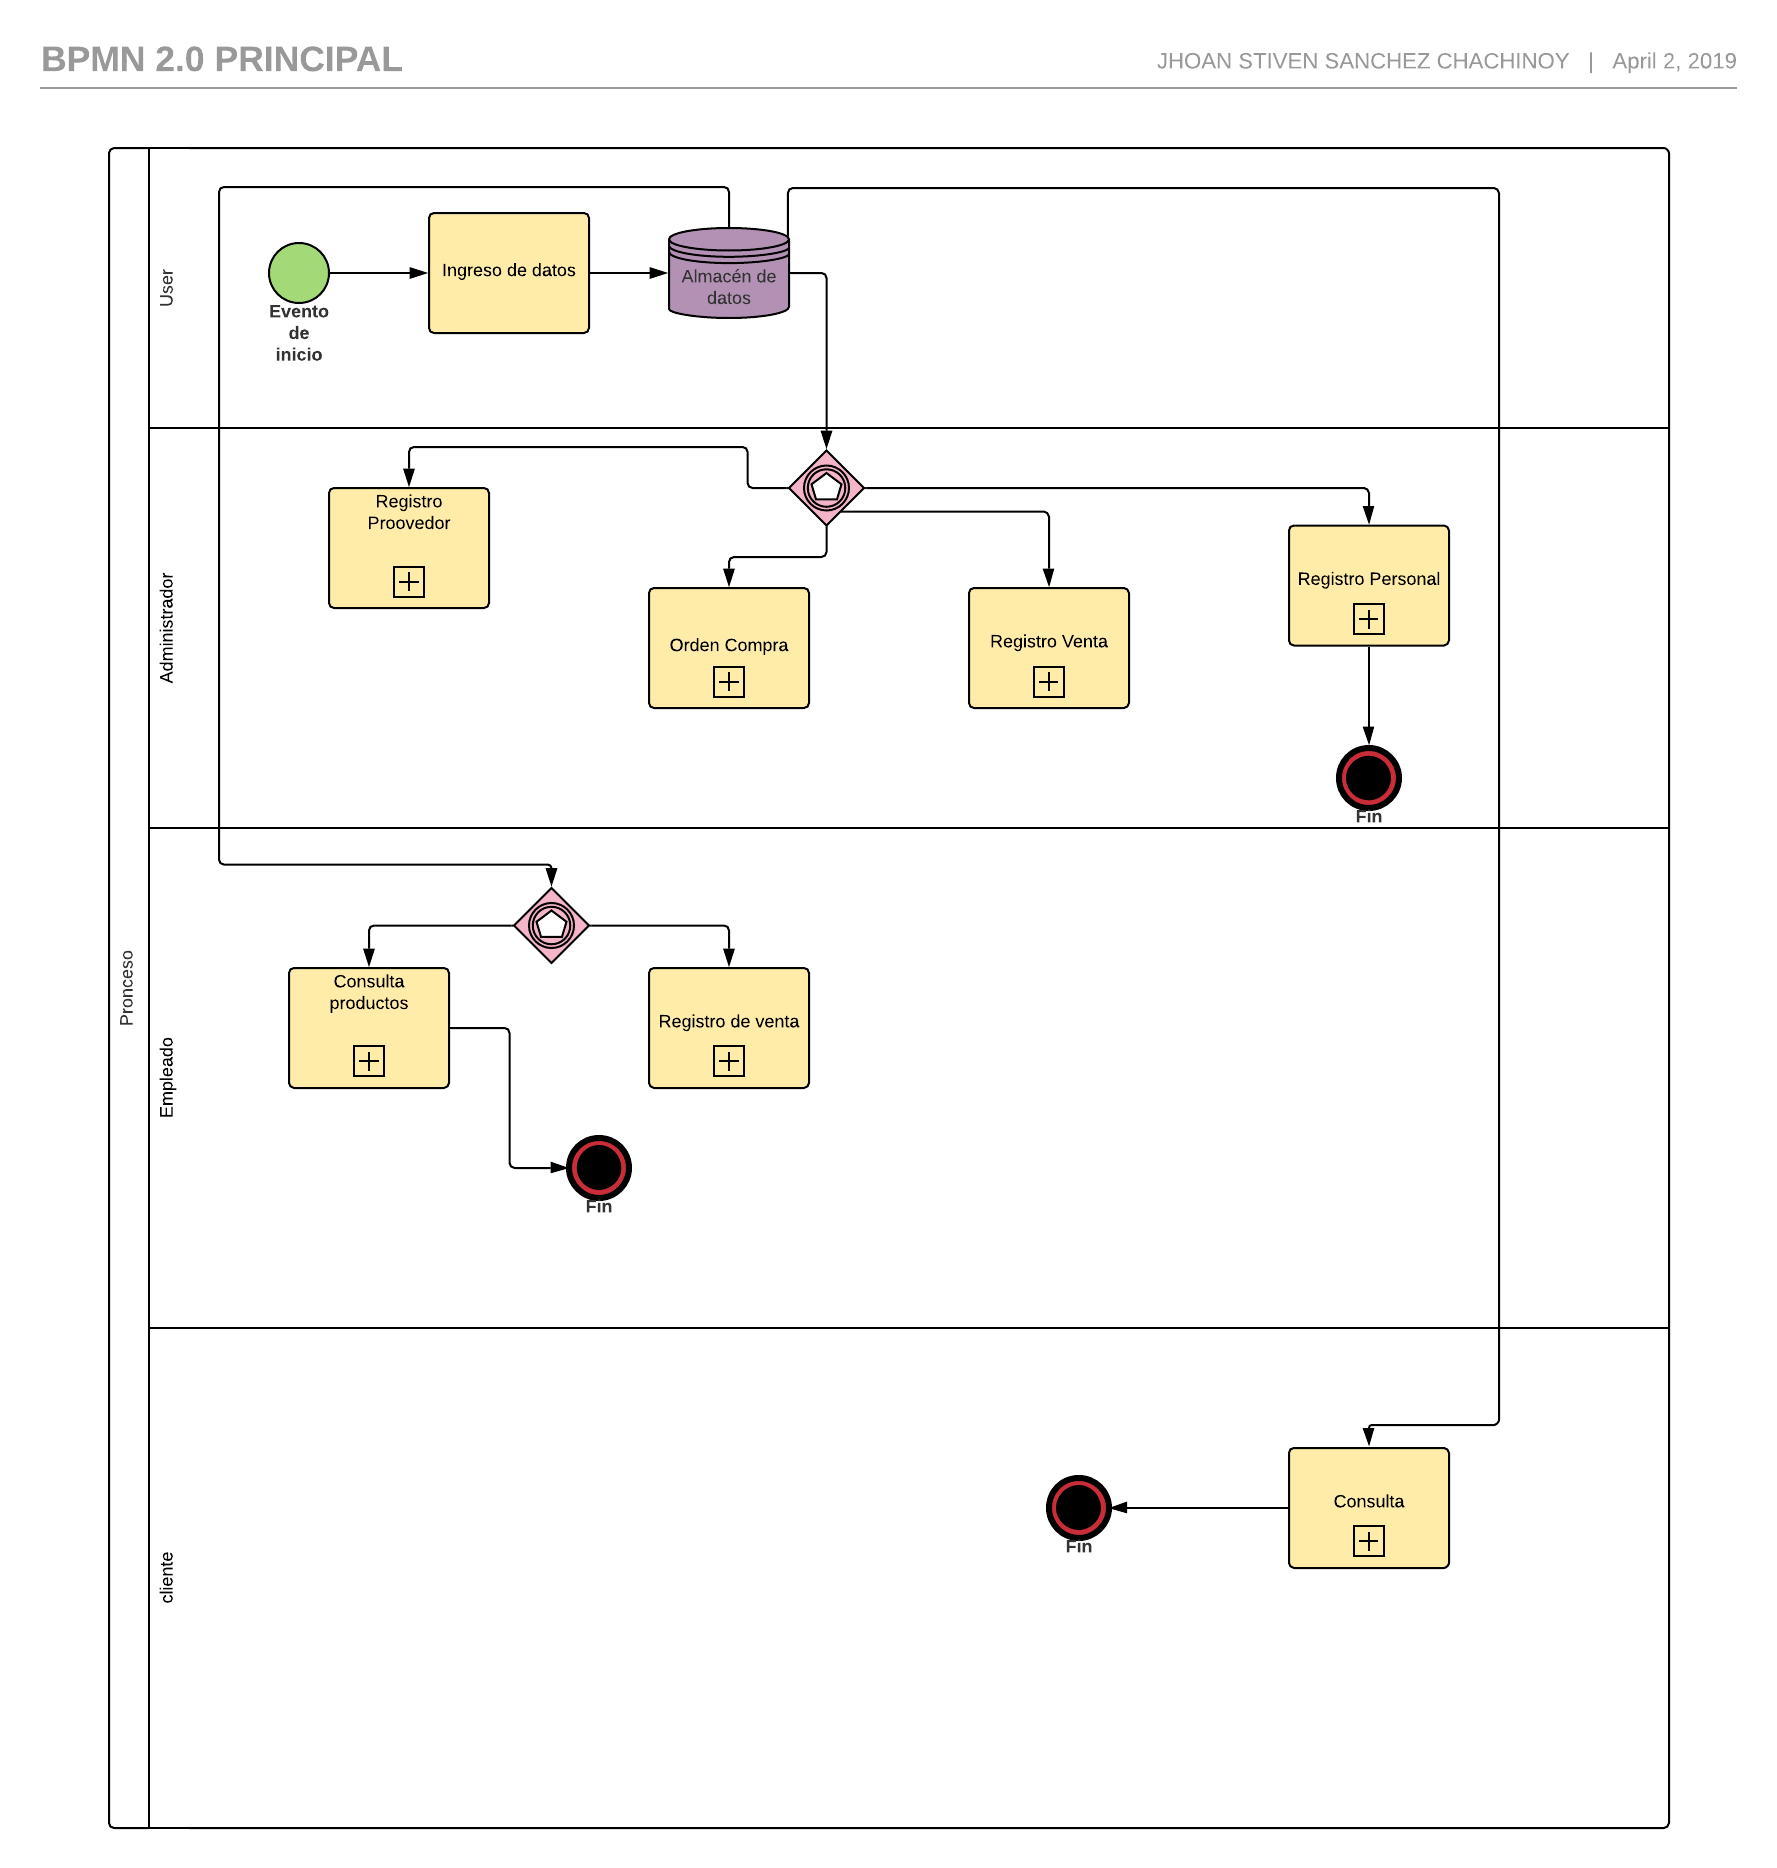 BPMN 2.0 PRINCIPAL
JHOAN STIVEN SANCHEZ CHACHINOY | April 2, 2019
Pronceso
User
Evento
de
inicio
Ingreso de datos
Almacén de
datos
Administrador
Registro
Proovedor
Orden Compra
Registro Venta
Registro Personal
Fin
Empleado
Consulta
productos
Registro de venta
Fin
cliente
Consulta
Fin